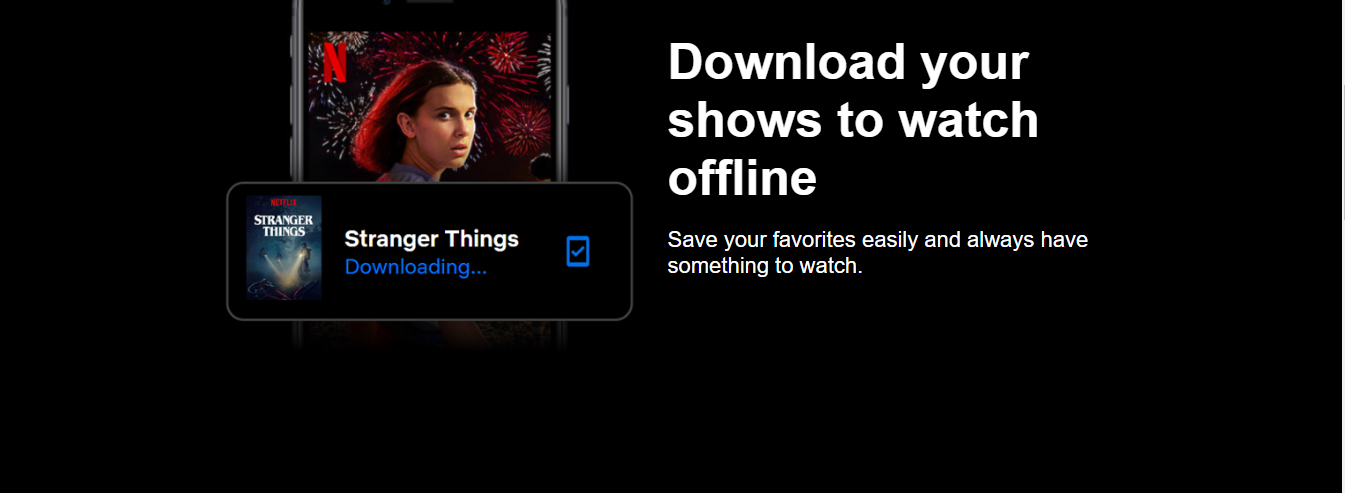 N
Download your
shows to watch
offline
Save your favorites easily and always have
something to watch.
NETFLIX
STRANGER
THINGS
Stranger Things
Downloading...